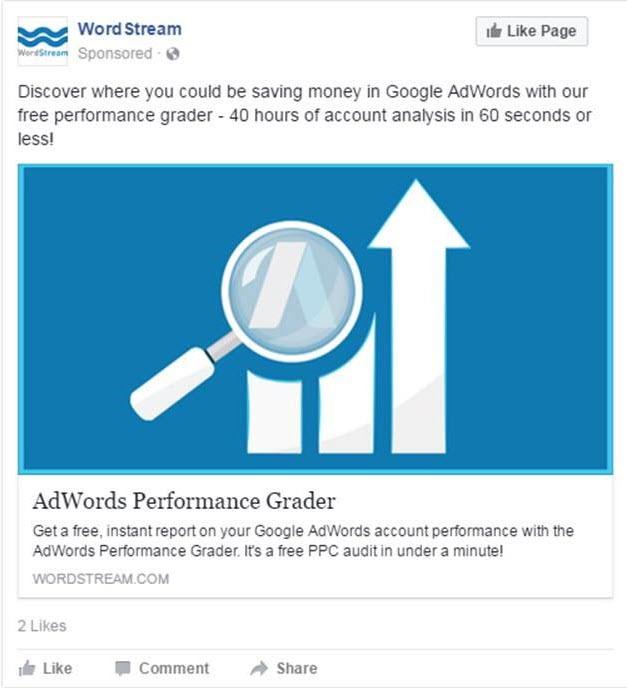 WordStream
WordStream
Like Page
Sponsored ·
Discover where you could be saving money in Google AdWords with our
free performance grader - 40 hours of account analysis in 60 seconds or
less!
AdWords Performance Grader
Get a free, instant report on your Google AdWords account performance with the
AdWords Performance Grader. It's a free PPC audit in under a minute!
WORDSTREAM.COM
2 Likes
Like Comment Share